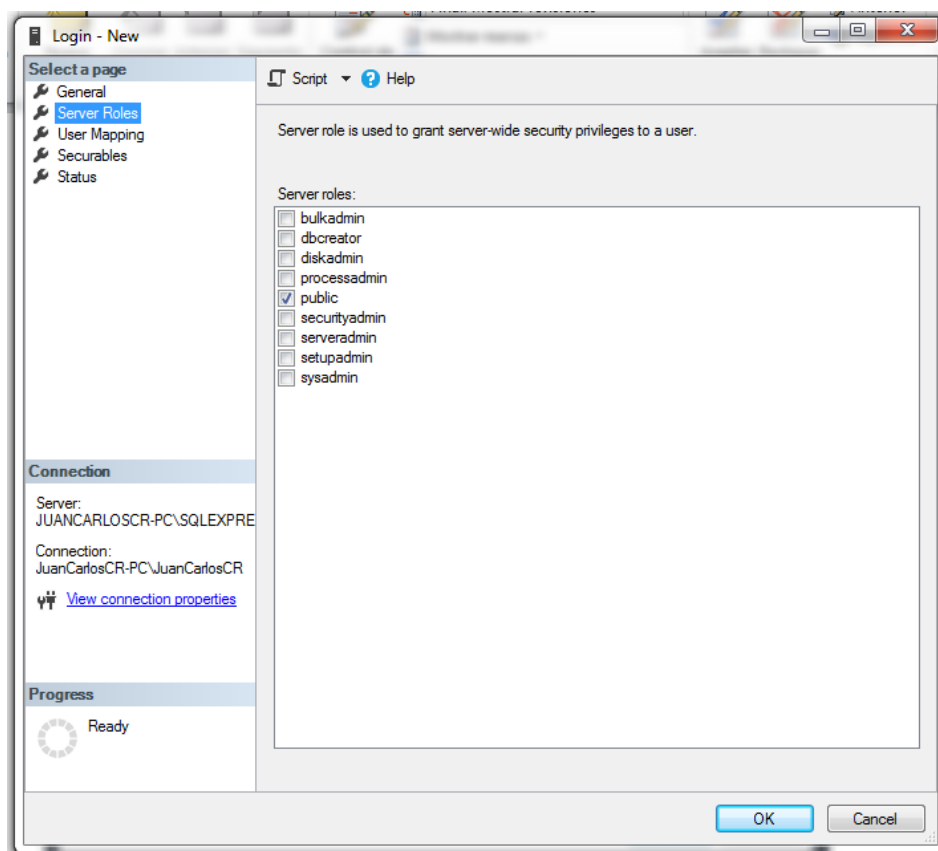 Login - New
Select a page
General
Server Roles
User Mapping
Securables
Status
Script
Help
Server role is used to grant server-wide security privileges to a user.
Server roles:
bulkadmin
dbcreator
diskadmin
processadmin
public
securityadmin
serveradmin
setupadmin
sysadmin
Connection
Server:
JUANCARLOSCR-PC\SQLEXPRE
Connection:
JuanCarlosCR-PC\JuanCarlosCR
View connection properties
Progress
Ready
OK
Cancel